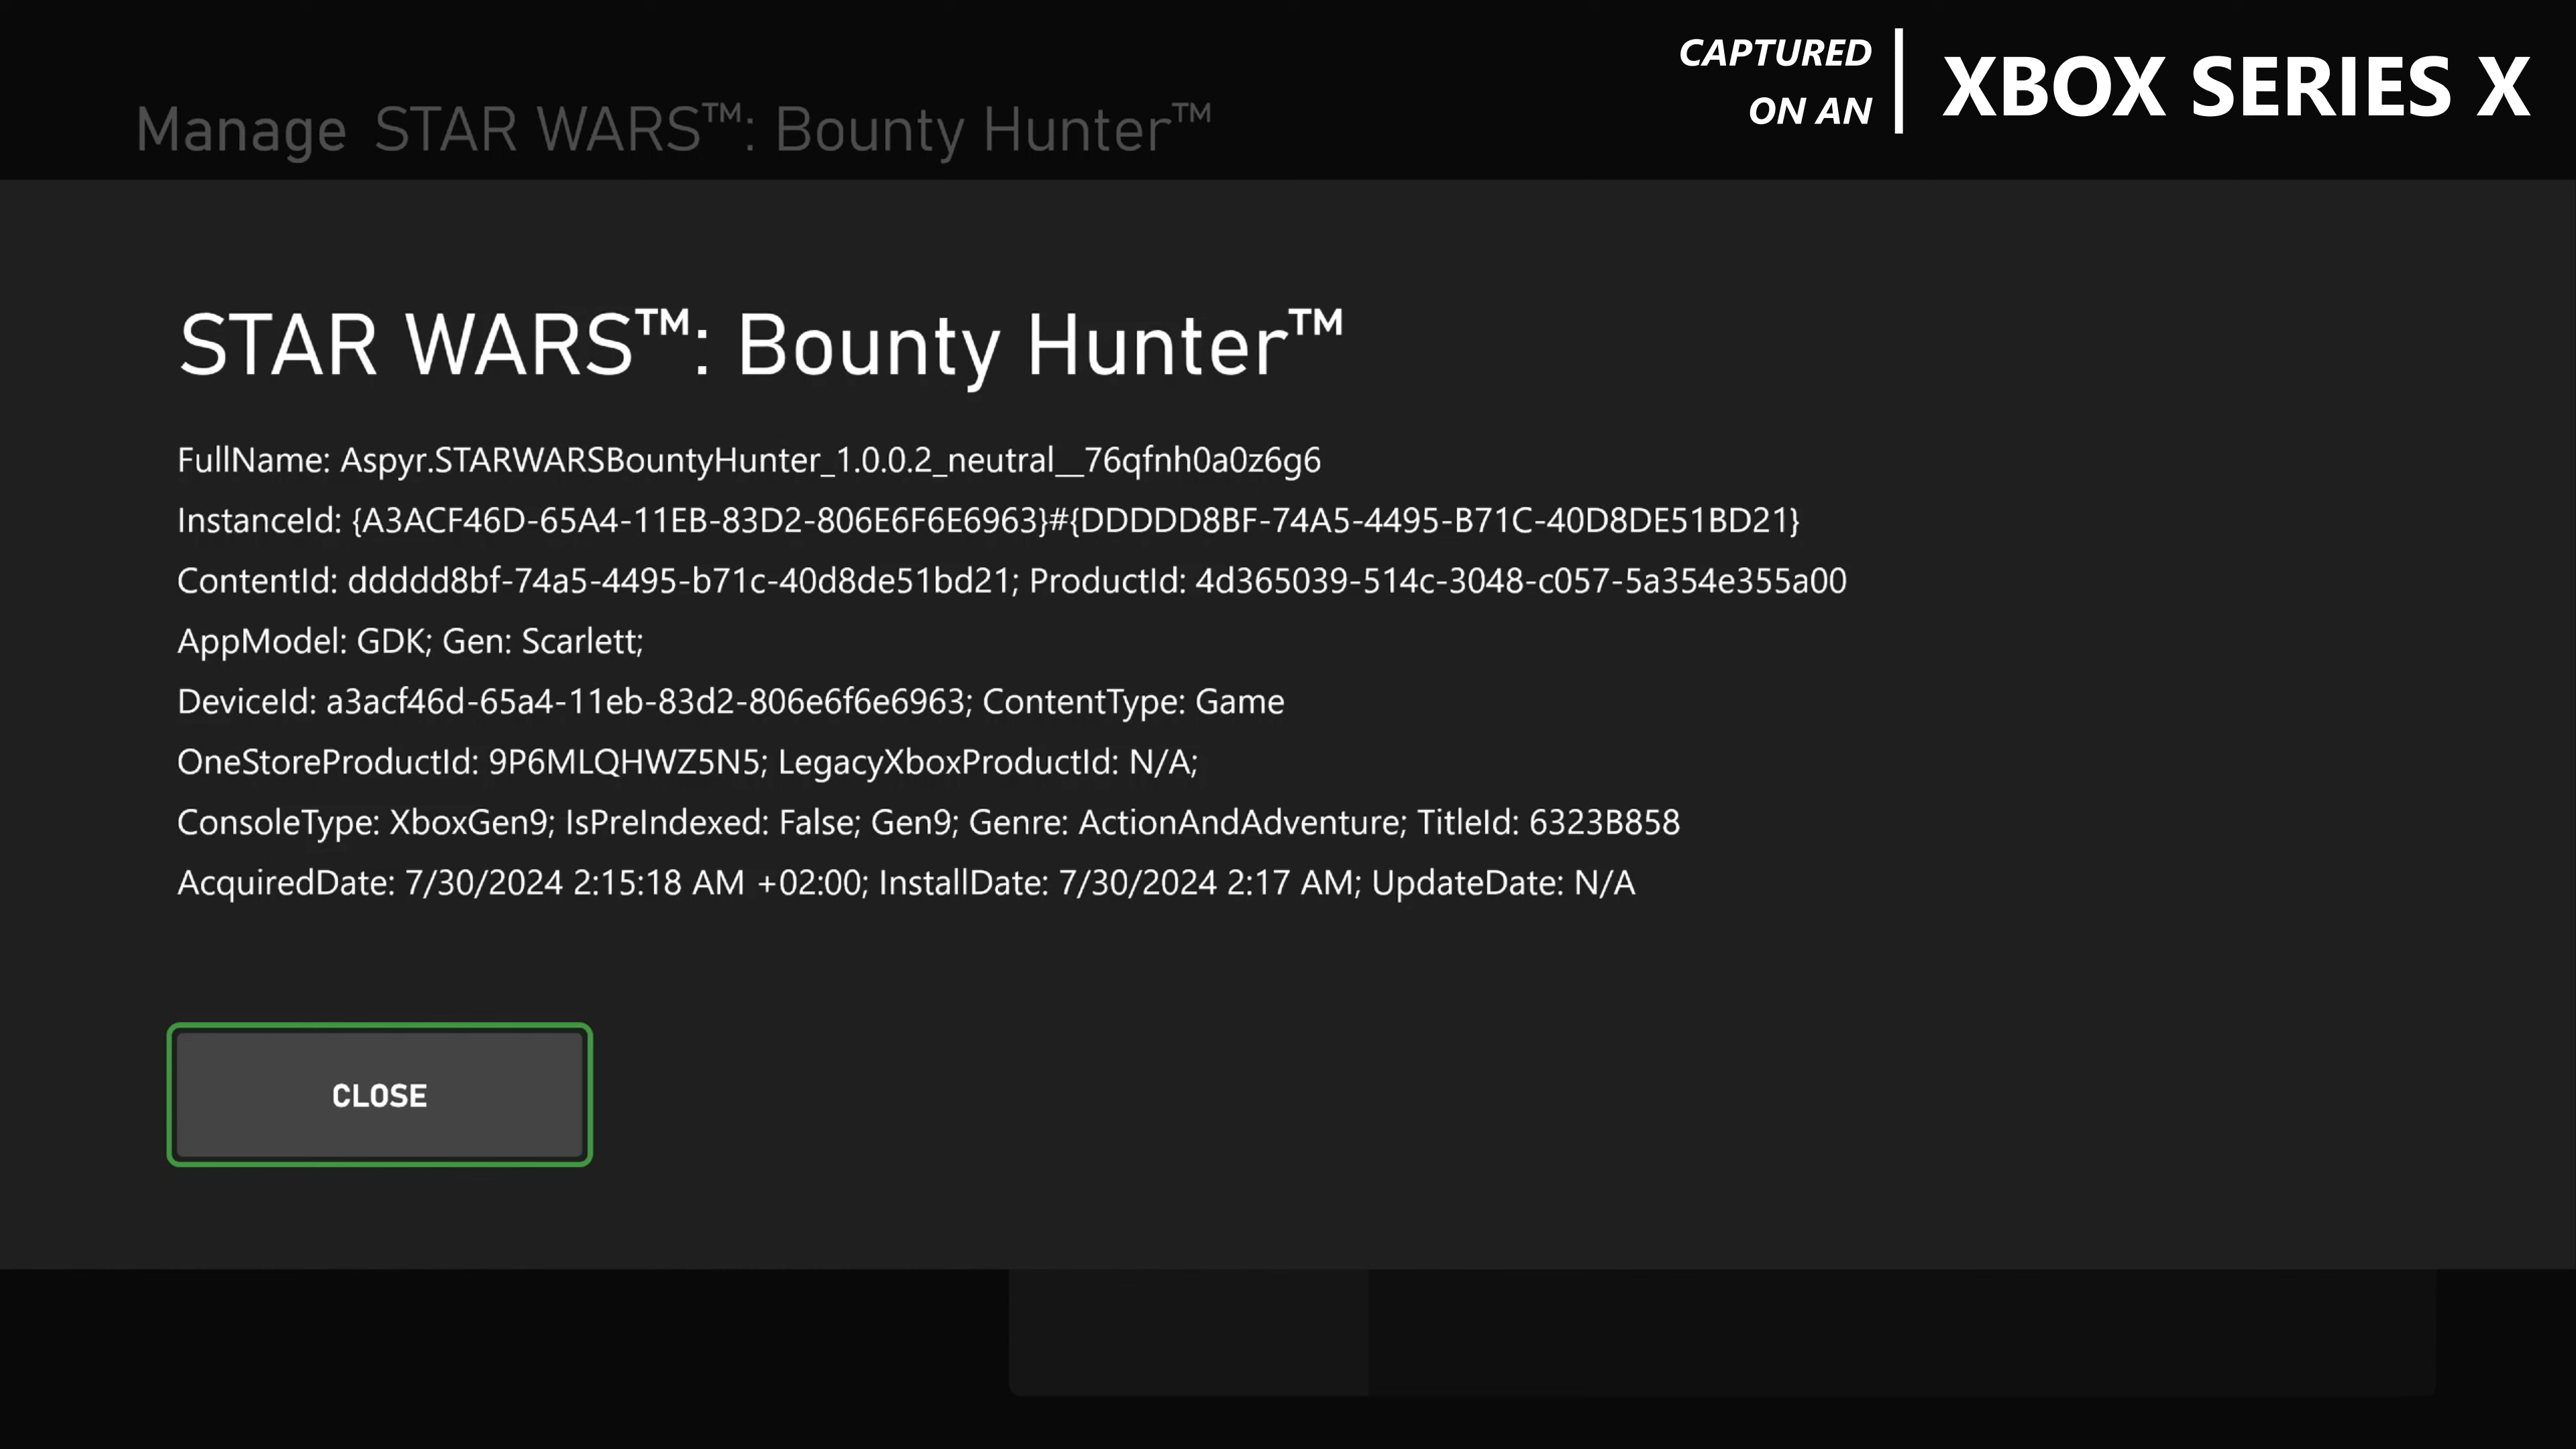 CAPTURED
ON AN
XBOX SERIES X
Manage STAR WARS™: Bounty Hunter™
STAR WARS™: Bounty Hunter™
FullName: Aspyr.STARWARSBountyHunter_1.0.0.2_neutral__76qfnh0a0z6g6
InstanceId: {A3ACF46D-65A4-11EB-83D2-806E6F6E6963}#{DDDDD8BF-74A5-4495-B71C-40D8DE51BD21}
ContentId: ddddd8bf-74a5-4495-b71c-40d8de51bd21; ProductId: 4d365039-514c-3048-c057-5a354e355a00
AppModel: GDK; Gen: Scarlett;
DeviceId: a3acf46d-65a4-11eb-83d2-806e6f6e6963; ContentType: Game
OneStoreProductId: 9P6MLQHWZ5N5; LegacyXboxProductId: N/A;
ConsoleType: XboxGen9; IsPreIndexed: False; Gen9; Genre: ActionAndAdventure; TitleId: 6323B858
AcquiredDate: 7/30/2024 2:15:18 AM +02:00; InstallDate: 7/30/2024 2:17 AM; UpdateDate: N/A
CLOSE